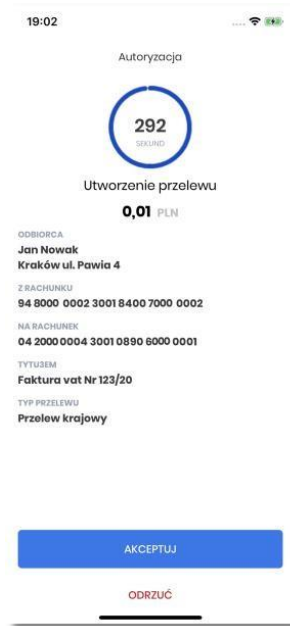 19:02
Autoryzacja
292
SEKUND
Utworzenie przelewu
0,01 PLN
ODBIORCA
Jan Nowak
Kraków ul. Pawia 4
Z RACHUNKU
94 8000 0002 3001 8400 7000 0002
NA RACHUNEK
04 2000 0004 3001 0890 6000 0001
TYTUŁEM
Faktura vat Nr 123/20
TYP PRZELEWU
Przelew krajowy
AKCEPTUJ
ODRZUĆ